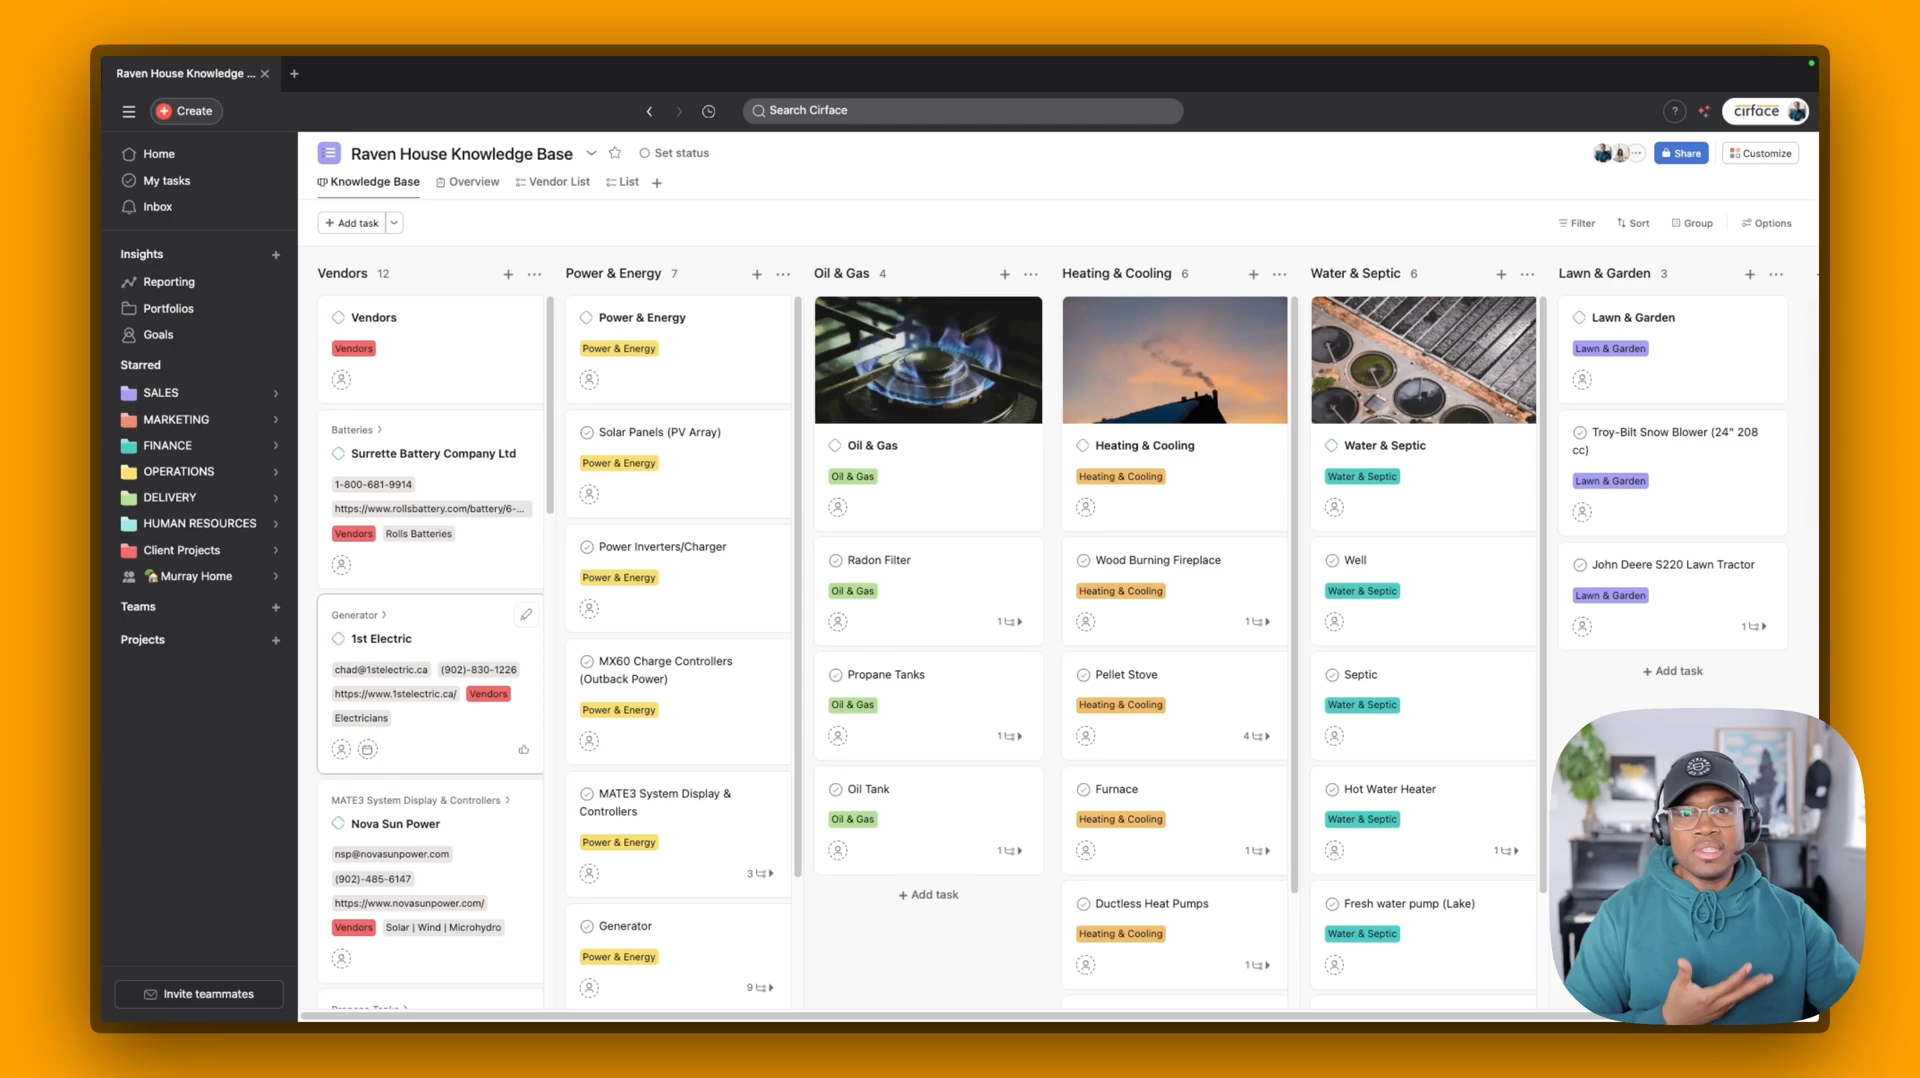 Raven House Knowledge ...
Create
Search Cirface
?
cirface
Home
My tasks
Inbox
Insights
Reporting
Portfolios
Goals
Starred
SALES
MARKETING
FINANCE
OPERATIONS
DELIVERY
HUMAN RESOURCES
Client Projects
Murray Home
Teams
Projects
Invite teammates
Raven House Knowledge Base
Set status
Share
Customize
Knowledge Base
Overview
Vendor List
List
Add task
Filter
Sort
Group
Options
Vendors 12
Vendors
Vendors
Batteries
Surrette Battery Company Ltd
1-800-681-9914
https://www.rollsbattery.com/battery/6-...
Vendors
Rolls Batteries
Generator
1st Electric
chad@1stelectric.ca
(902)-830-1226
https://www.1stelectric.ca/
Vendors
Electricians
MATE3 System Display & Controllers
Nova Sun Power
nsp@novasunpower.com
(902)-485-6147
https://www.novasunpower.com/
Vendors
Solar | Wind | Microhydro
Power & Energy 7
Power & Energy
Power & Energy
Solar Panels (PV Array)
Power & Energy
Power Inverters/Charger
Power & Energy
MX60 Charge Controllers
(Outback Power)
Power & Energy
MATE3 System Display &
Controllers
Power & Energy
3
Generator
Power & Energy
9
Oil & Gas 4
Oil & Gas
Oil & Gas
Radon Filter
Oil & Gas
1
Propane Tanks
Oil & Gas
1
Oil Tank
Oil & Gas
1
Add task
Heating & Cooling 6
Heating & Cooling
Heating & Cooling
Wood Burning Fireplace
Heating & Cooling
1
Pellet Stove
Heating & Cooling
4
Furnace
Heating & Cooling
1
Ductless Heat Pumps
Heating & Cooling
1
Water & Septic 6
Water & Septic
Water & Septic
Well
Water & Septic
Septic
Water & Septic
Hot Water Heater
Water & Septic
1
Fresh water pump (Lake)
Water & Septic
Lawn & Garden 3
Lawn & Garden
Lawn & Garden
Troy-Bilt Snow Blower (24" 208
cc)
Lawn & Garden
John Deere S220 Lawn Tractor
Lawn & Garden
1
Add task